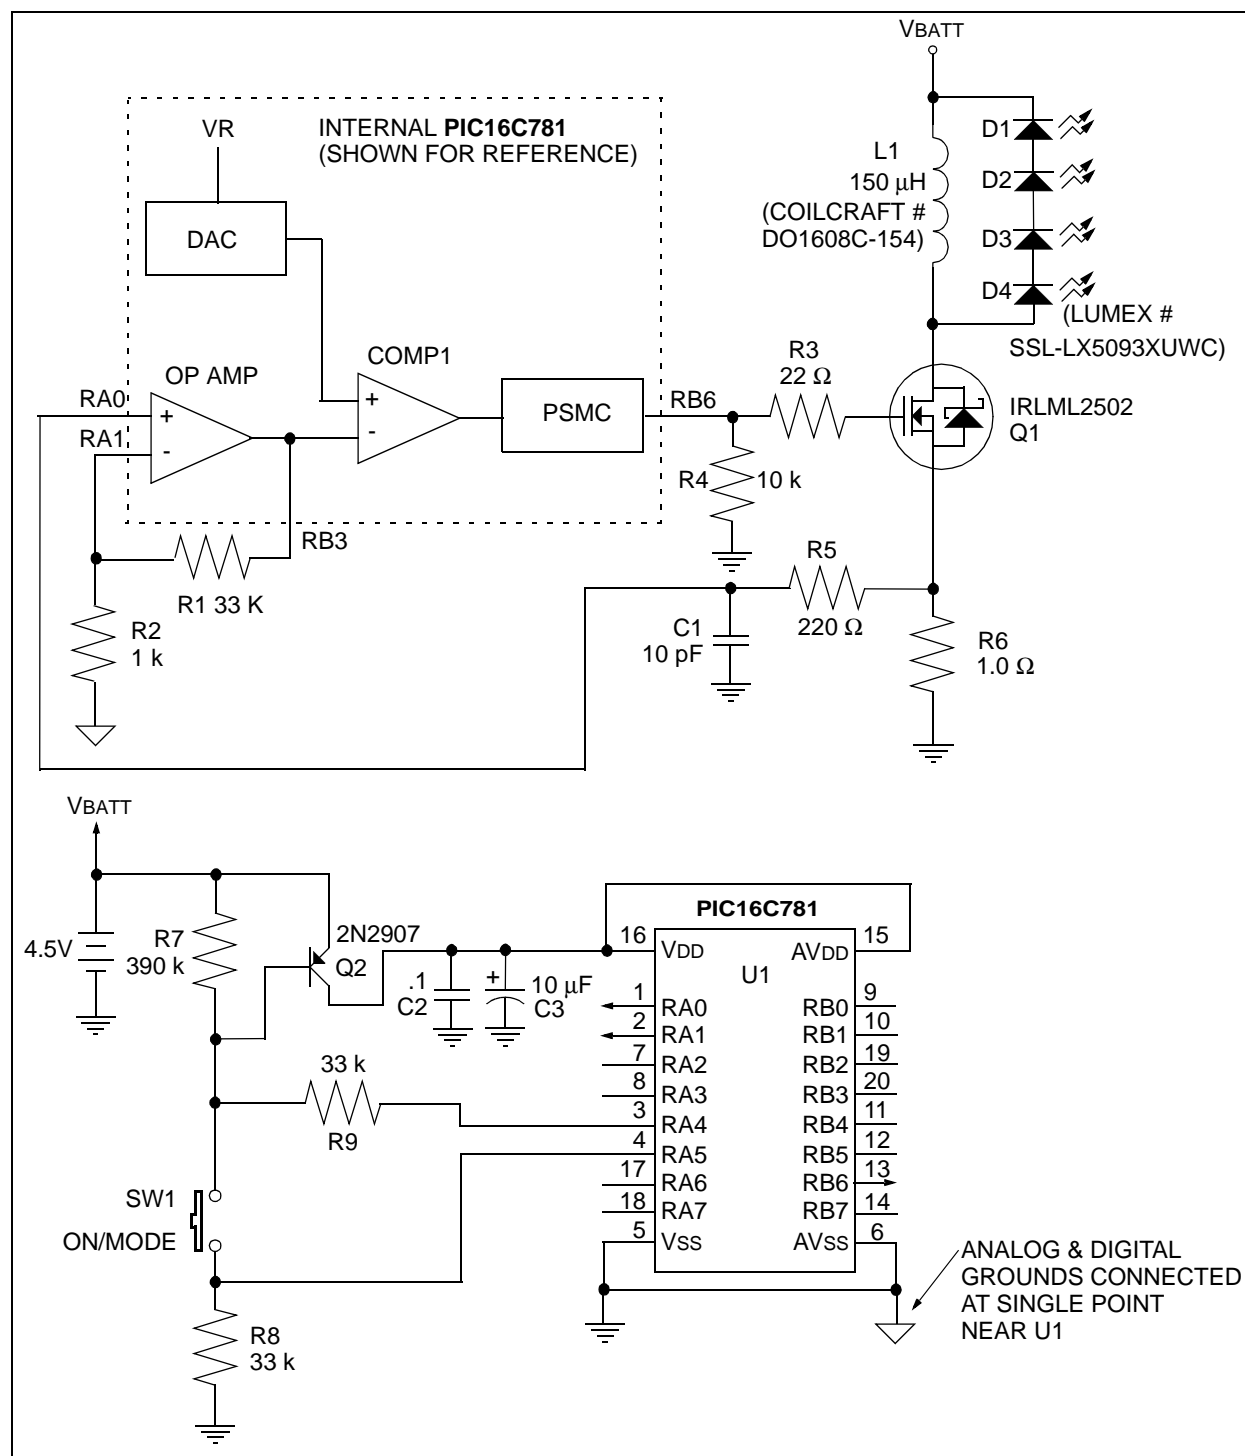 VBATT
INTERNAL PIC16C781
(SHOWN FOR REFERENCE)
VR
DAC
L1
150 μH
(COILCRAFT #
DO1608C-154)
D1
D2
D3
D4
(LUMEX #
SSL-LX5093XUWC)
OP AMP
RA0
+
RA1
-
COMP1
+
-
PSMC
RB6
R3
22 Ω
IRLML2502
Q1
R4
10 k
RB3
R1 33 K
R2
1 k
R5
220 Ω
C1
10 pF
R6
1.0 Ω
VBATT
4.5V
R7
390 k
2N2907
Q2
.1
C2
+
10 μF
C3
33 k
R9
SW1
ON/MODE
R8
33 k
PIC16C781
U1
16 VDD AVDD 15
1 RA0 RB0 9
2 RA1 RB1 10
7 RA2 RB2 19
8 RA3 RB3 20
3 RA4 RB4 11
4 RA5 RB5 12
17 RA6 RB6 13
18 RA7 RB7 14
5 VSS AVSS 6
ANALOG & DIGITAL
GROUNDS CONNECTED
AT SINGLE POINT
NEAR U1